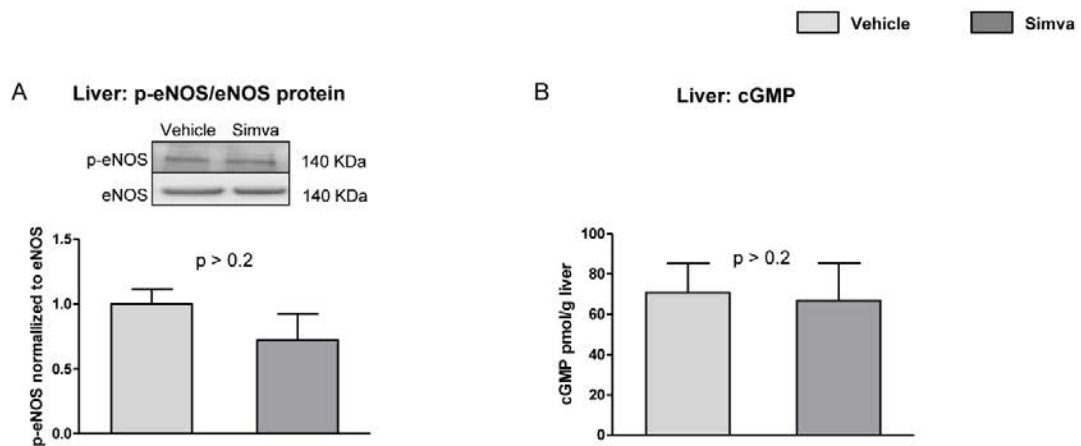 Vehicle Simva
A Liver: p-eNOS/eNOS protein
Vehicle Simva
p-eNOS 140 KDa
eNOS 140 KDa
p-eNOS normallized to eNOS
1.5
1.0
0.5
0.0
p > 0.2
B Liver: cGMP
cGMP pmol/g liver
100
80
60
40
20
0
p > 0.2